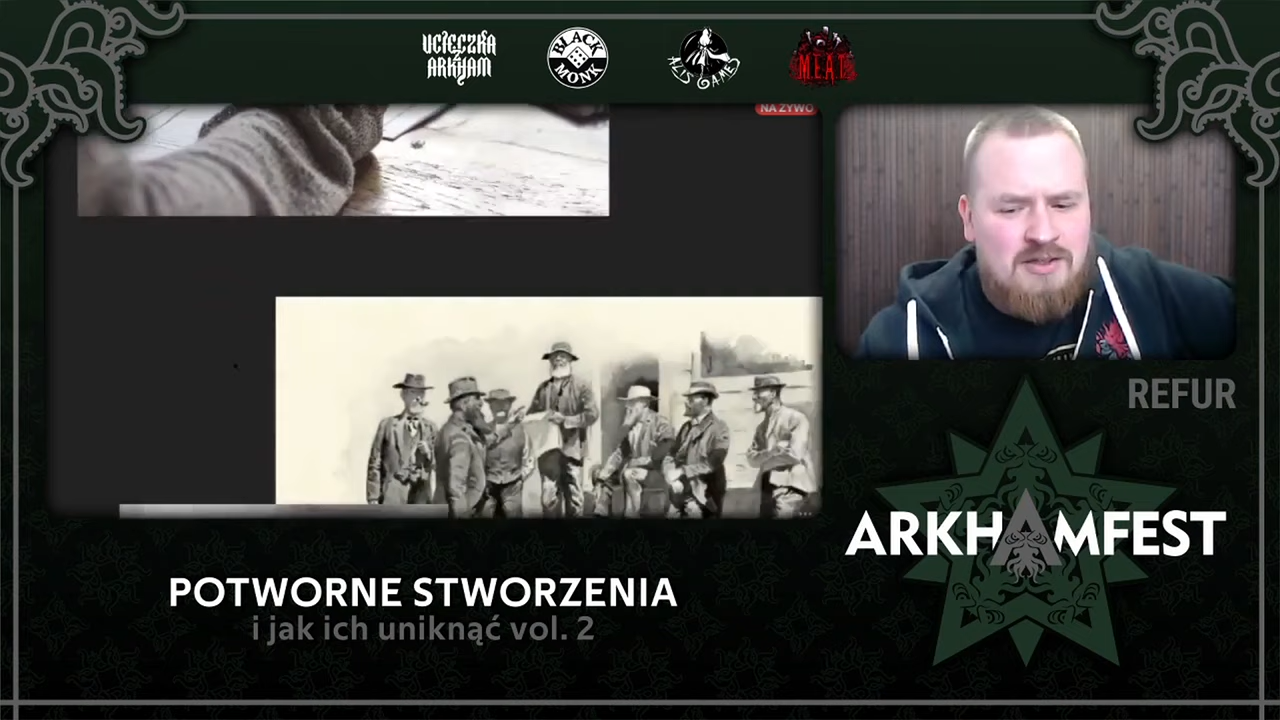 UCIECZKA
Z
ARKHAM
BLACK
MONK
ALIS GAMES
M.E.A.T.
NA ŻYWO
REFUR
ARKHAMFEST
POTWORNE STWORZENIA
i jak ich uniknąć vol. 2